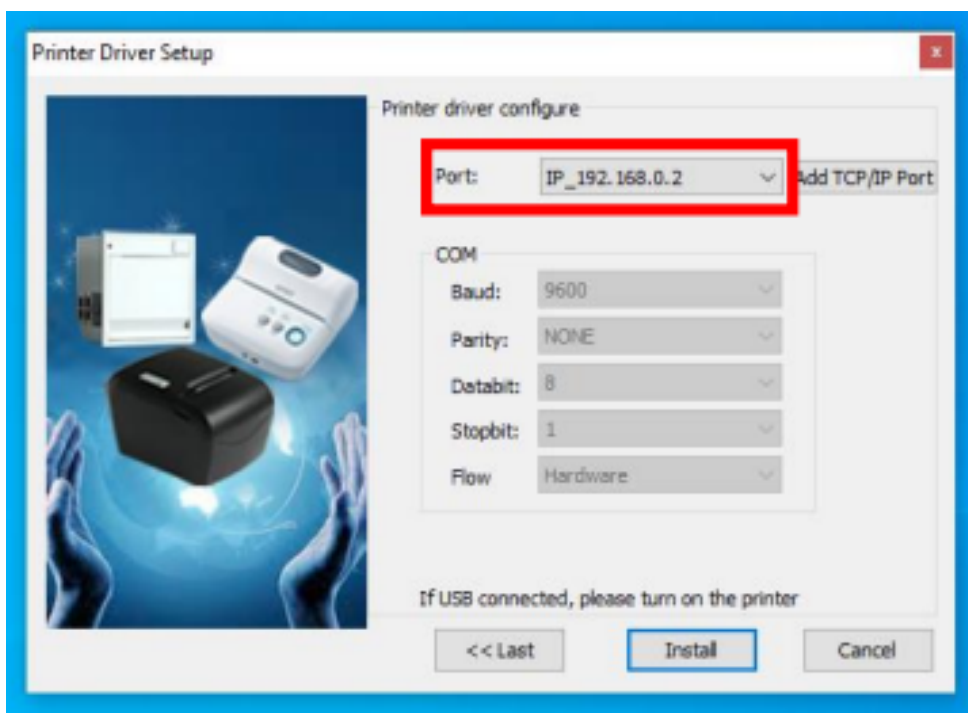 Printer Driver Setup
x
Printer driver configure
Port: IP_192.168.0.2 Add TCP/IP Port
COM
Baud: 9600
Parity: NONE
Databit: 8
Stopbit: 1
Flow Hardware
If USB connected, please turn on the printer
<< Last Install Cancel